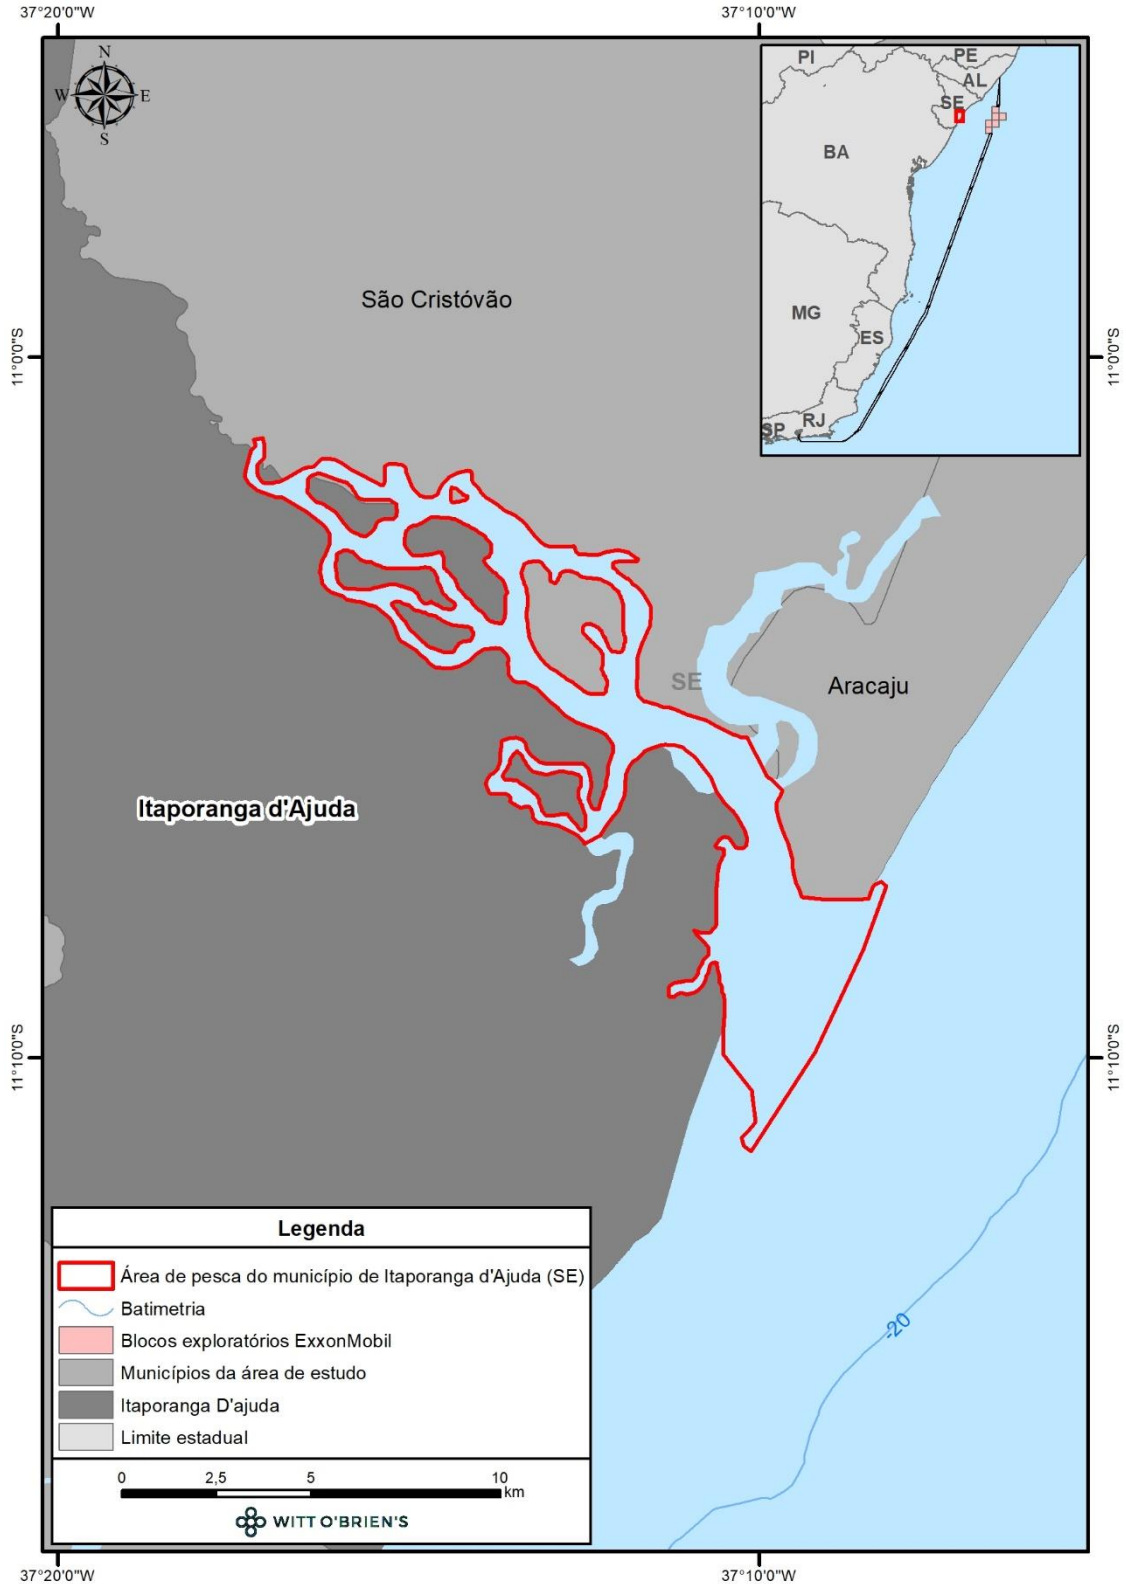 37°20'0"W
37°10'0"W
N
W
E
S
PI
PE
AL
SE
BA
MG
ES
RJ
SP
São Cristóvão
11°0'0"S
11°0'0"S
SE
Aracaju
Itaporanga d'Ajuda
11°10'0"S
11°10'0"S
-20
Legenda
Área de pesca do município de Itaporanga d'Ajuda (SE)
Batimetria
Blocos exploratórios ExxonMobil
Municípios da área de estudo
Itaporanga D'ajuda
Limite estadual
0 2,5 5 10
km
WITT O'BRIEN'S
37°20'0"W
37°10'0"W